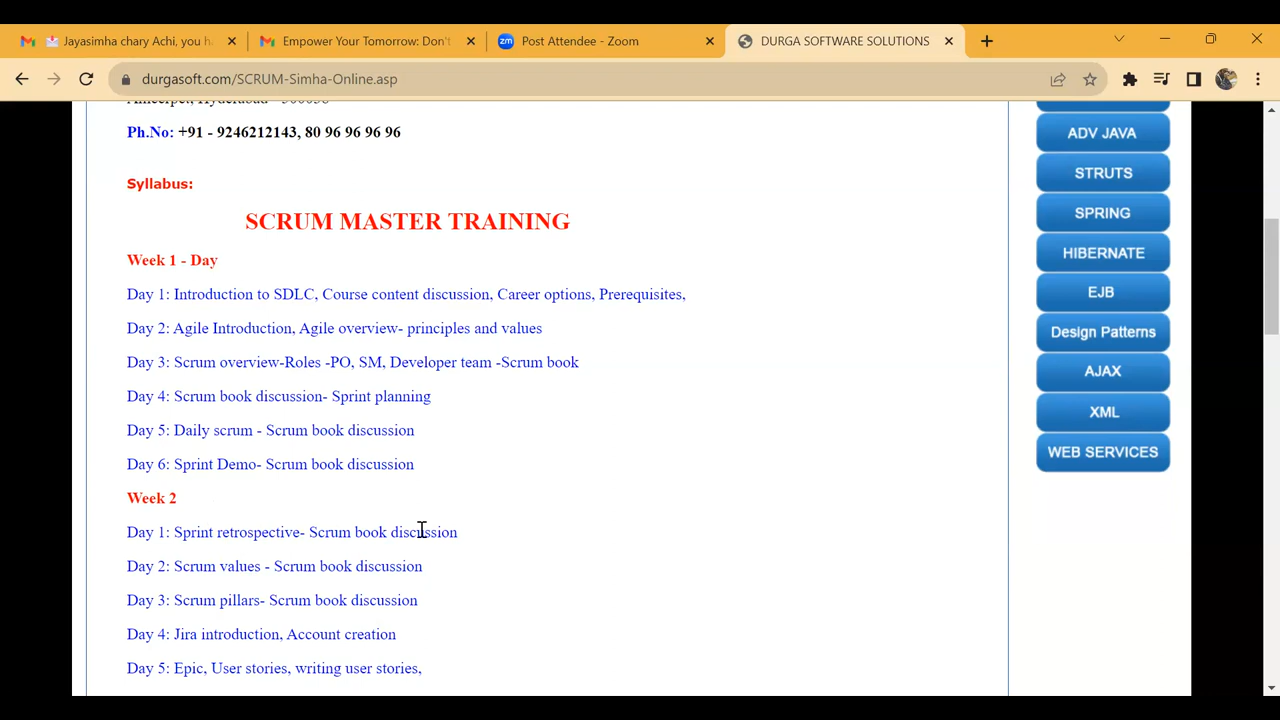 Jayasimha chary Achi, you h
Empower Your Tomorrow: Don't
zm
Post Attendee - Zoom
DURGA SOFTWARE SOLUTIONS
durgasoft.com/SCRUM-Simha-Online.asp
Ph.No: +91 - 9246212143, 80 96 96 96 96
Syllabus:
SCRUM MASTER TRAINING
Week 1 - Day
Day 1: Introduction to SDLC, Course content discussion, Career options, Prerequisites,
Day 2: Agile Introduction, Agile overview- principles and values
Day 3: Scrum overview-Roles -PO, SM, Developer team -Scrum book
Day 4: Scrum book discussion- Sprint planning
Day 5: Daily scrum - Scrum book discussion
Day 6: Sprint Demo- Scrum book discussion
Week 2
Day 1: Sprint retrospective- Scrum book discussion
Day 2: Scrum values - Scrum book discussion
Day 3: Scrum pillars- Scrum book discussion
Day 4: Jira introduction, Account creation
Day 5: Epic, User stories, writing user stories,
ADV JAVA
STRUTS
SPRING
HIBERNATE
EJB
Design Patterns
AJAX
XML
WEB SERVICES